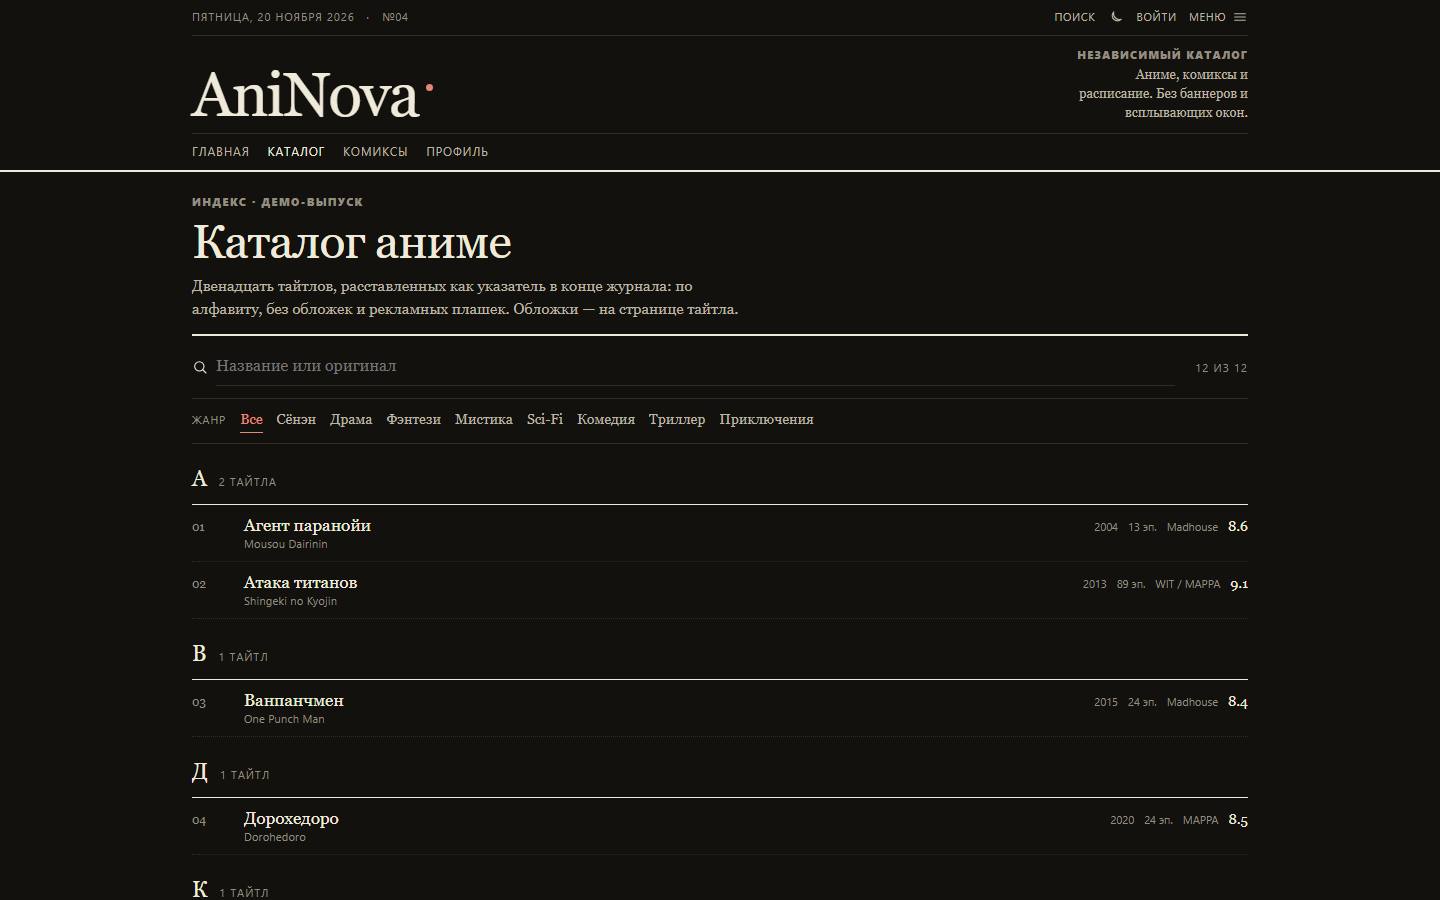 ПЯТНИЦА, 20 НОЯБРЯ 2026 · №04
ПОИСК ВОЙТИ МЕНЮ
НЕЗАВИСИМЫЙ КАТАЛОГ
Аниме, комиксы и
расписание. Без баннеров и
всплывающих окон.
AniNova
ГЛАВНАЯ КАТАЛОГ КОМИКСЫ ПРОФИЛЬ
ИНДЕКС · ДЕМО-ВЫПУСК
Каталог аниме
Двенадцать тайтлов, расставленных как указатель в конце журнала: по
алфавиту, без обложек и рекламных плашек. Обложки — на странице тайтла.
Название или оригинал
12 ИЗ 12
ЖАНР Все Сёнэн Драма Фэнтези Мистика Sci-Fi Комедия Триллер Приключения
А 2 ТАЙТЛА
01 Агент паранойи 2004 13 эп. Madhouse 8.6
Mousou Dairinin
02 Атака титанов 2013 89 эп. WIT / MAPPA 9.1
Shingeki no Kyojin
В 1 ТАЙТЛ
03 Ванпанчмен 2015 24 эп. Madhouse 8.4
One Punch Man
Д 1 ТАЙТЛ
04 Дорохедоро 2020 24 эп. MAPPA 8.5
Dorohedoro
К 1 ТАЙТЛ